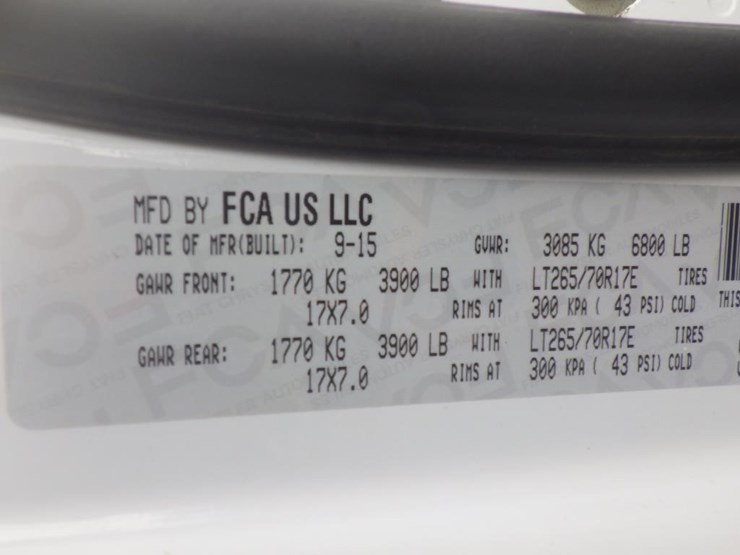 MFD BY FCA US LLC
DATE OF MFR(BUILT): 9-15 GVWR: 3085 KG 6800 LB
GAWR FRONT: 1770 KG 3900 LB WITH LT265/70R17E TIRES
17X7.0 RIMS AT 300 KPA ( 43 PSI) COLD
GAWR REAR: 1770 KG 3900 LB WITH LT265/70R17E TIRES
17X7.0 RIMS AT 300 KPA ( 43 PSI) COLD
THIS